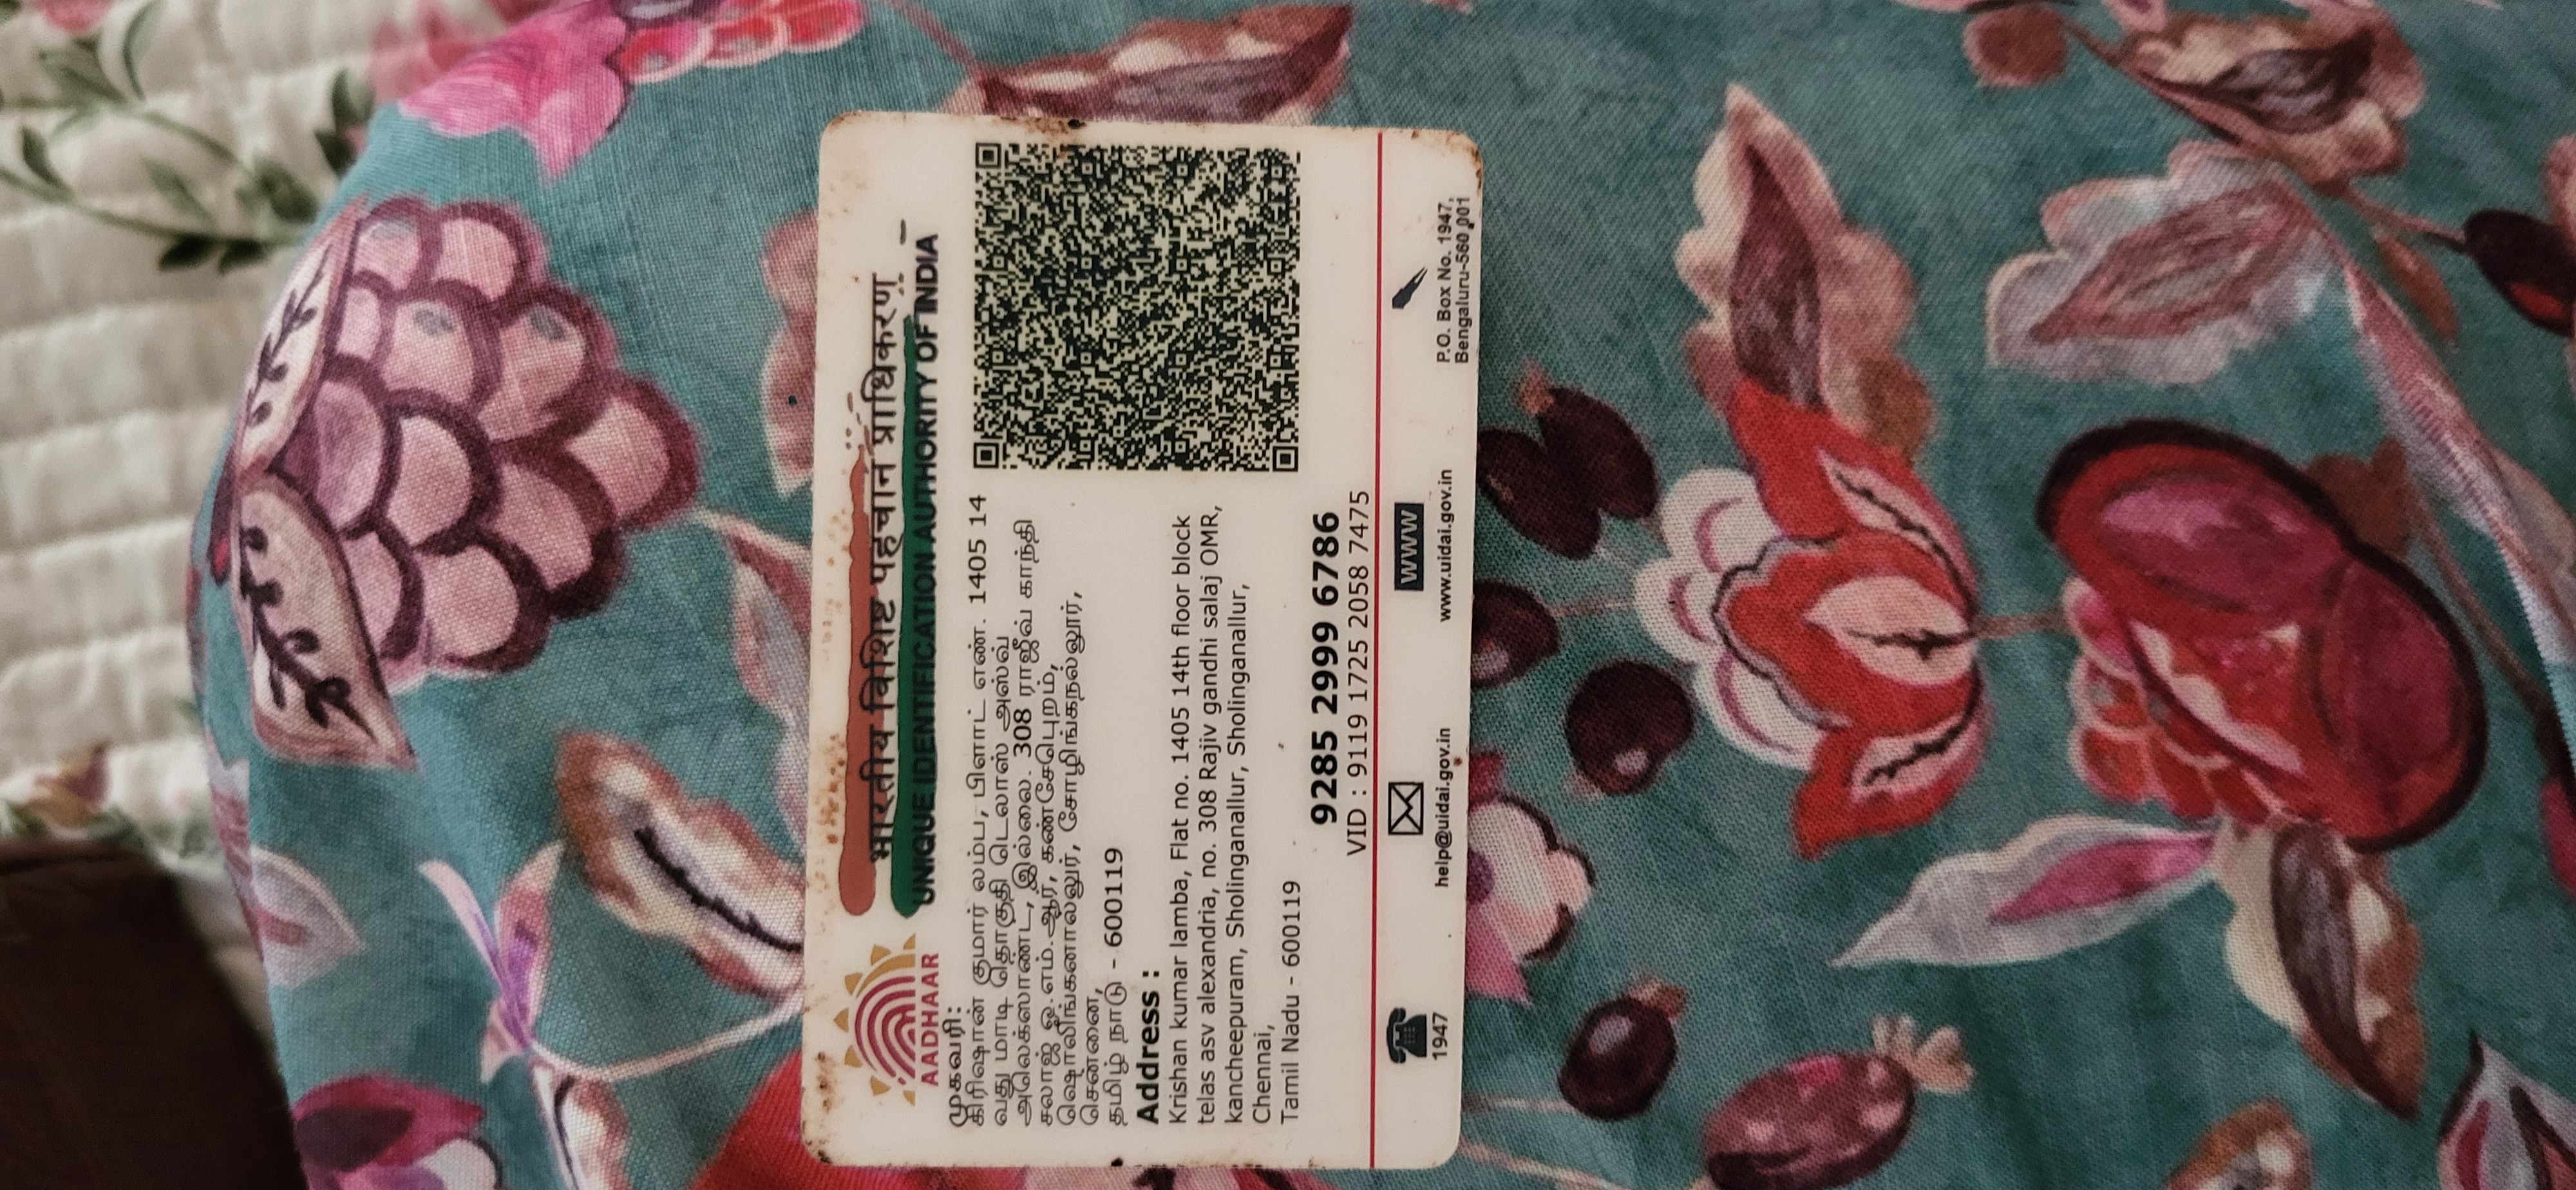 भारतीय विशिष्ट पहचान प्राधिकरण
UNIQUE IDENTIFICATION AUTHORITY OF INDIA
AADHAAR
முகவரி:
கிரிஷான் குமார் லம்ப, பிளாட் எண். 1405 14
வது மாடி தொகுதி டெலாஸ் அஸ்வ்
அலெக்ஸாண்ட, இல்லை. 308 ராஜீவ் காந்தி
சலாஜ் ஓ.எம்.ஆர், கண்சேபுறம்,
ஷொலிங்கனாலலூர், சோழிங்கநல்லூர்,
சென்னை,
தமிழ் நாடு - 600119
Address :
Krishan kumar lamba, Flat no. 1405 14th floor block
telas asv alexandria, no. 308 Rajiv gandhi salaj OMR,
kancheepuram, Sholinganallur, Sholinganallur,
Chennai,
Tamil Nadu - 600119
9285 2999 6786
VID : 9119 1725 2058 7475
1947
help@uidai.gov.in
www
www.uidai.gov.in
P.O. Box No. 1947,
Bengaluru-560 001